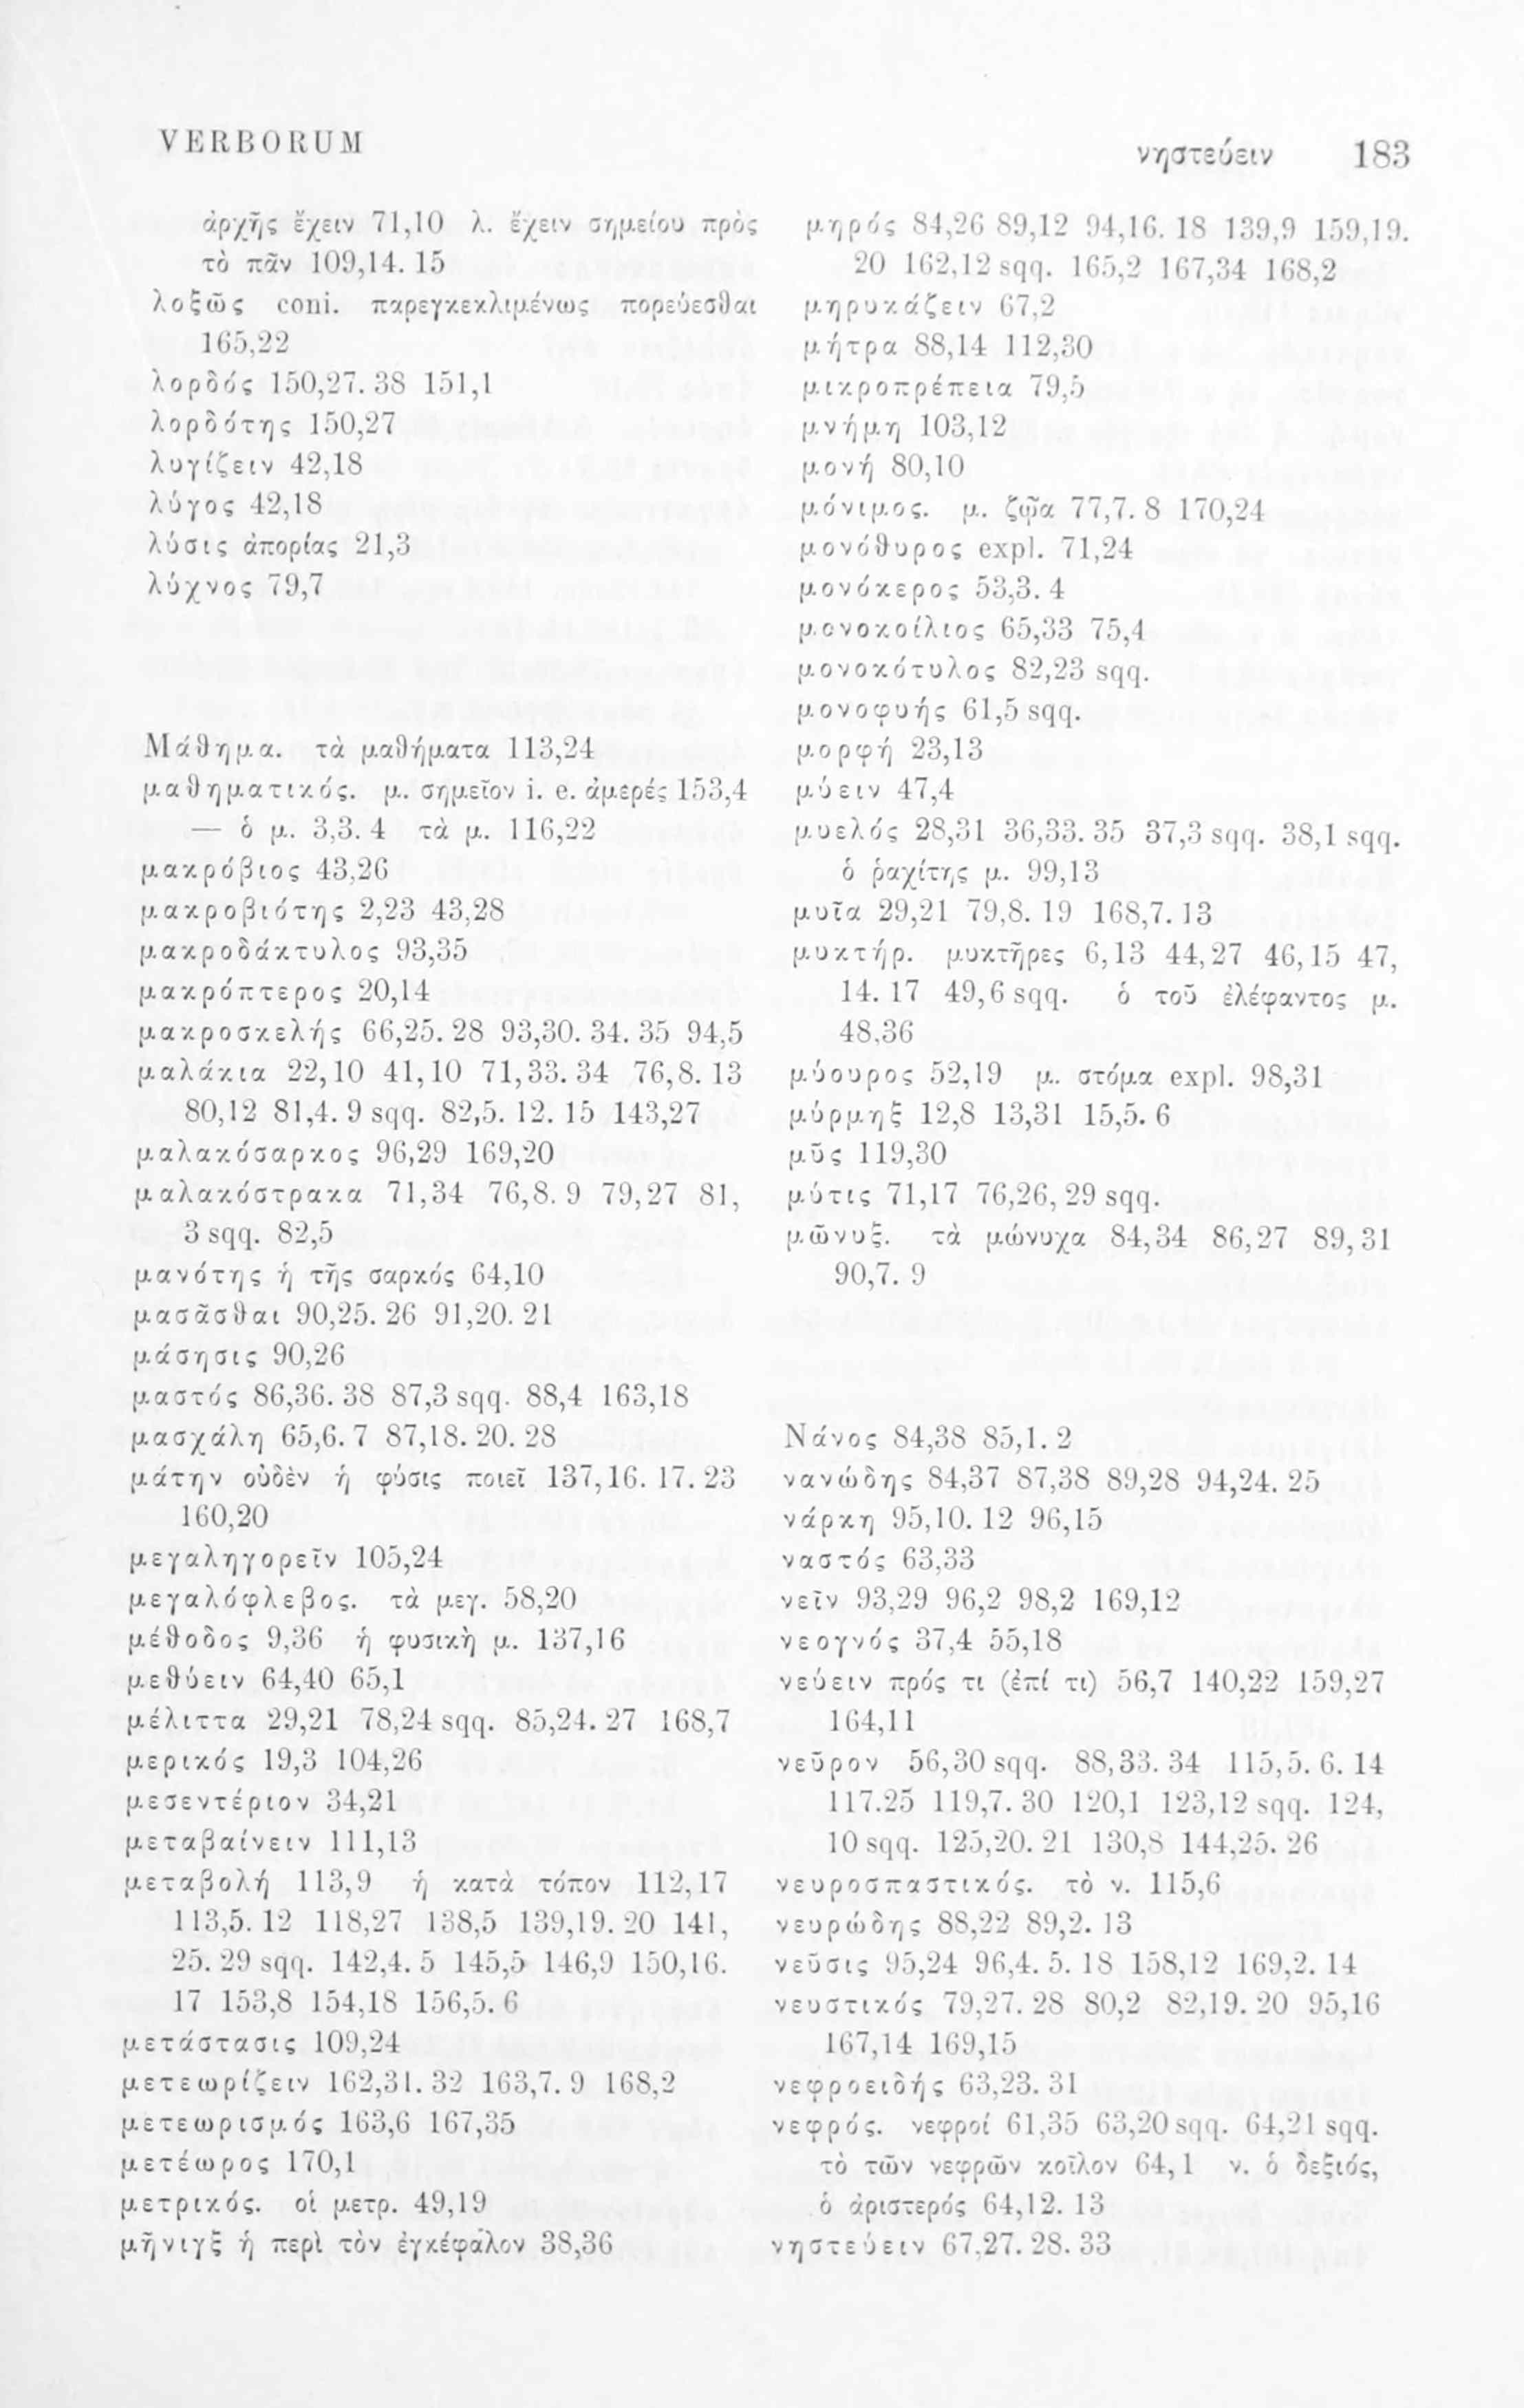 VERBORUM
νηστεύειν 183
ἀρχῆς ἔχειν 71,10 λ. ἔχειν σημείου πρὸς
τὸ πᾶν 109,14. 15
λοξῶς coni. παρεγκεκλιμένως πορεύεσθαι
165,22
λορδός 150,27. 38 151,1
λορδότης 150,27
λυγίζειν 42,18
λύγος 42,18
λύσις ἀπορίας 21,3
λύχνος 79,7
Μάθημα. τὰ μαθήματα 113,24
μαθηματικός. μ. σημεῖον i. e. ἀμερές 153,4
— ὁ μ. 3,3. 4 τὰ μ. 116,22
μακρόβιος 43,26
μακροβιότης 2,23 43,28
μακροδάκτυλος 93,35
μακρόπτερος 20,14
μακροσκελής 66,25. 28 93,30. 34. 35 94,5
μαλάκια 22,10 41,10 71,33. 34 76,8. 13
80,12 81,4. 9 sqq. 82,5. 12. 15 143,27
μαλακόσαρκος 96,29 169,20
μαλακόστρακα 71,34 76,8. 9 79,27 81,
3 sqq. 82,5
μανότης ἡ τῆς σαρκός 64,10
μασᾶσθαι 90,25. 26 91,20. 21
μάσησις 90,26
μαστός 86,36. 38 87,3 sqq. 88,4 163,18
μασχάλη 65,6. 7 87,18. 20. 28
μάτην οὐδὲν ἡ φύσις ποιεῖ 137,16. 17. 23
160,20
μεγαληγορεῖν 105,24
μεγαλόφλεβος. τὰ μεγ. 58,20
μέθοδος 9,36 ἡ φυσικὴ μ. 137,16
μεθύειν 64,40 65,1
μέλιττα 29,21 78,24 sqq. 85,24. 27 168,7
μερικός 19,3 104,26
μεσεντέριον 34,21
μεταβαίνειν 111,13
μεταβολή 113,9 ἡ κατὰ τόπον 112,17
113,5. 12 118,27 138,5 139,19. 20 141,
25. 29 sqq. 142,4. 5 145,5 146,9 150,16.
17 153,8 154,18 156,5. 6
μετάστασις 109,24
μετεωρίζειν 162,31. 32 163,7. 9 168,2
μετεωρισμός 163,6 167,35
μετέωρος 170,1
μετρικός. οἱ μετρ. 49,19
μῆνιγξ ἡ περὶ τὸν ἐγκέφαλον 38,36
μηρός 84,26 89,12 94,16. 18 139,9 159,19.
20 162,12 sqq. 165,2 167,34 168,2
μηρυκάζειν 67,2
μήτρα 88,14 112,30
μικροπρέπεια 79,5
μνήμη 103,12
μονή 80,10
μόνιμος. μ. ζῷα 77,7. 8 170,24
μονόθυρος expl. 71,24
μονόκερος 53,3. 4
μονοκοίλιος 65,33 75,4
μονοκότυλος 82,23 sqq.
μονοφυής 61,5 sqq.
μορφή 23,13
μύειν 47,4
μυελός 28,31 36,33. 35 37,3 sqq. 38,1 sqq.
ὁ ῥαχίτης μ. 99,13
μυῖα 29,21 79,8. 19 168,7. 13
μυκτήρ. μυκτῆρες 6,13 44,27 46,15 47,
14. 17 49,6 sqq. ὁ τοῦ ἐλέφαντος μ.
48,36
μύουρος 52,19 μ. στόμα expl. 98,31
μύρμηξ 12,8 13,31 15,5. 6
μῦς 119,30
μύτις 71,17 76,26, 29 sqq.
μῶνυξ. τὰ μώνυχα 84,34 86,27 89,31
90,7. 9
Νάνος 84,38 85,1. 2
νανώδης 84,37 87,38 89,28 94,24. 25
νάρκη 95,10. 12 96,15
ναστός 63,33
νεῖν 93,29 96,2 98,2 169,12
νεογνός 37,4 55,18
νεύειν πρός τι (ἐπί τι) 56,7 140,22 159,27
164,11
νεῦρον 56,30 sqq. 88,33. 34 115,5. 6. 14
117.25 119,7. 30 120,1 123,12 sqq. 124,
10 sqq. 125,20. 21 130,8 144,25. 26
νευροσπαστικός. τὸ ν. 115,6
νευρώδης 88,22 89,2. 13
νεῦσις 95,24 96,4. 5. 18 158,12 169,2. 14
νευστικός 79,27. 28 80,2 82,19. 20 95,16
167,14 169,15
νεφροειδής 63,23. 31
νεφρός. νεφροί 61,35 63,20 sqq. 64,21 sqq.
τὸ τῶν νεφρῶν κοῖλον 64,1 ν. ὁ δεξιός,
ὁ ἀριστερός 64,12. 13
νηστεύειν 67,27. 28. 33